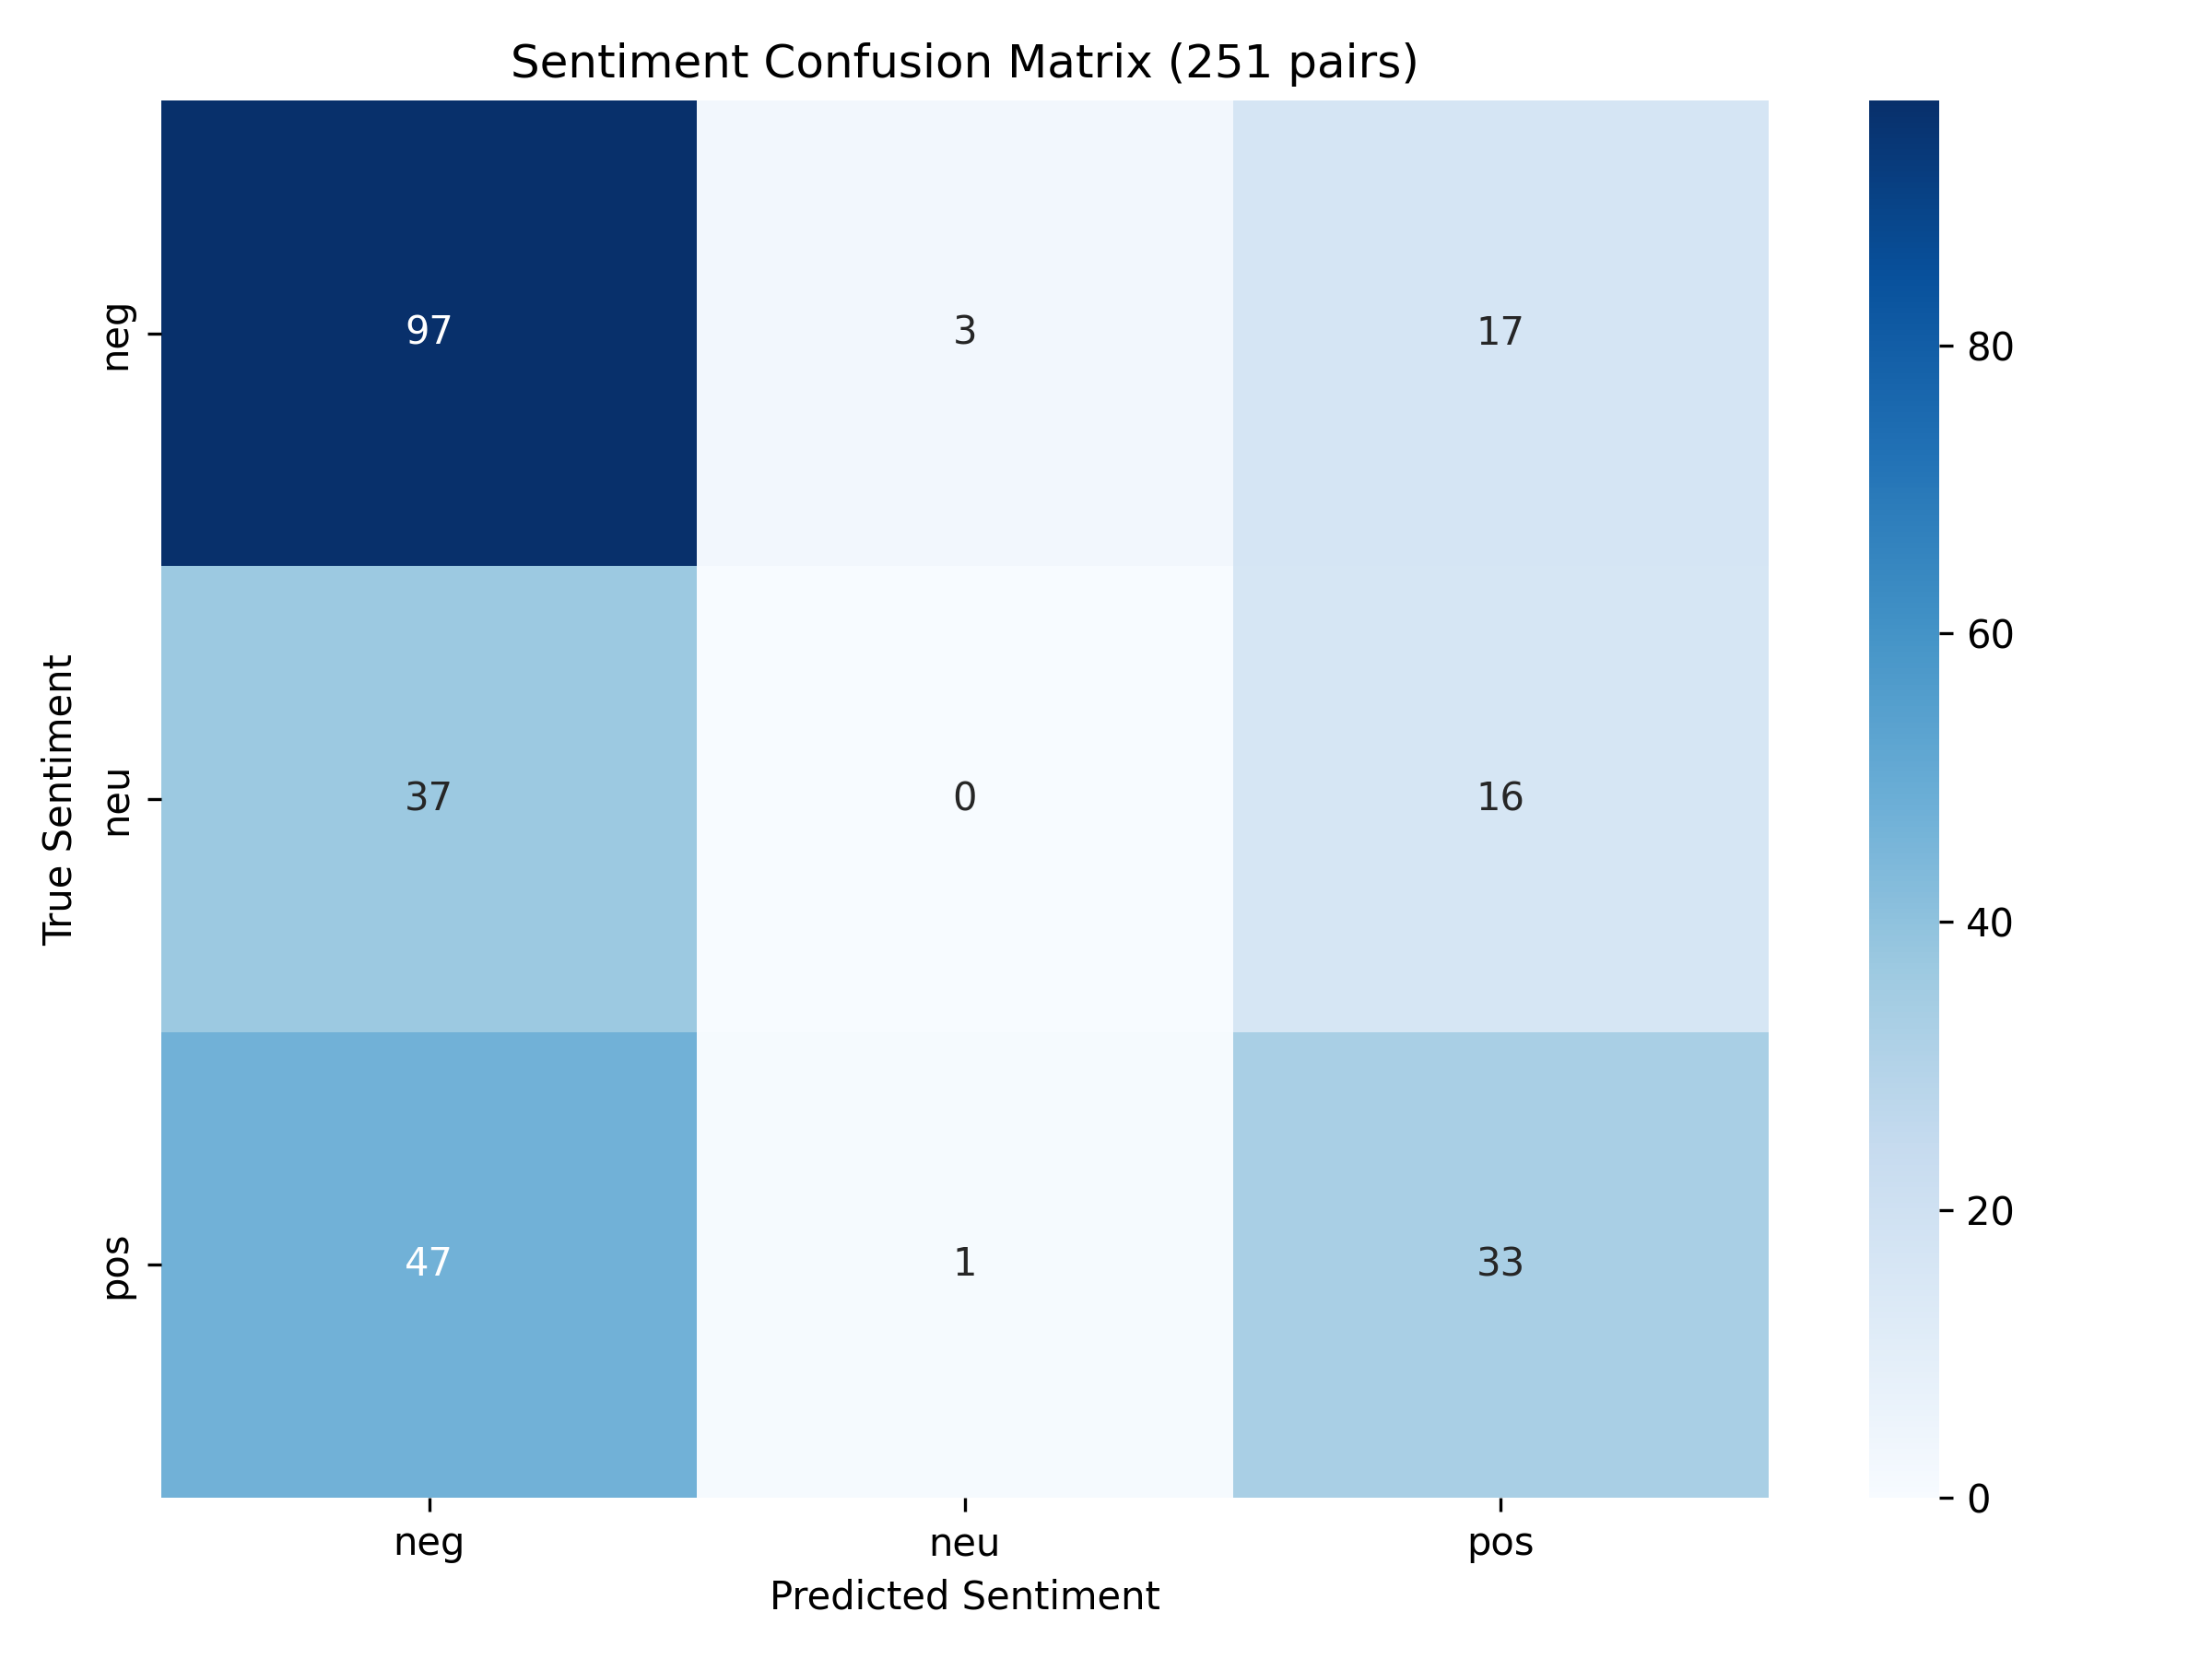 Sentiment Confusion Matrix (251 pairs)
True Sentiment
neg
97
3
17
neu
37
0
16
pos
47
1
33
neg
neu
pos
Predicted Sentiment
80
60
40
20
0